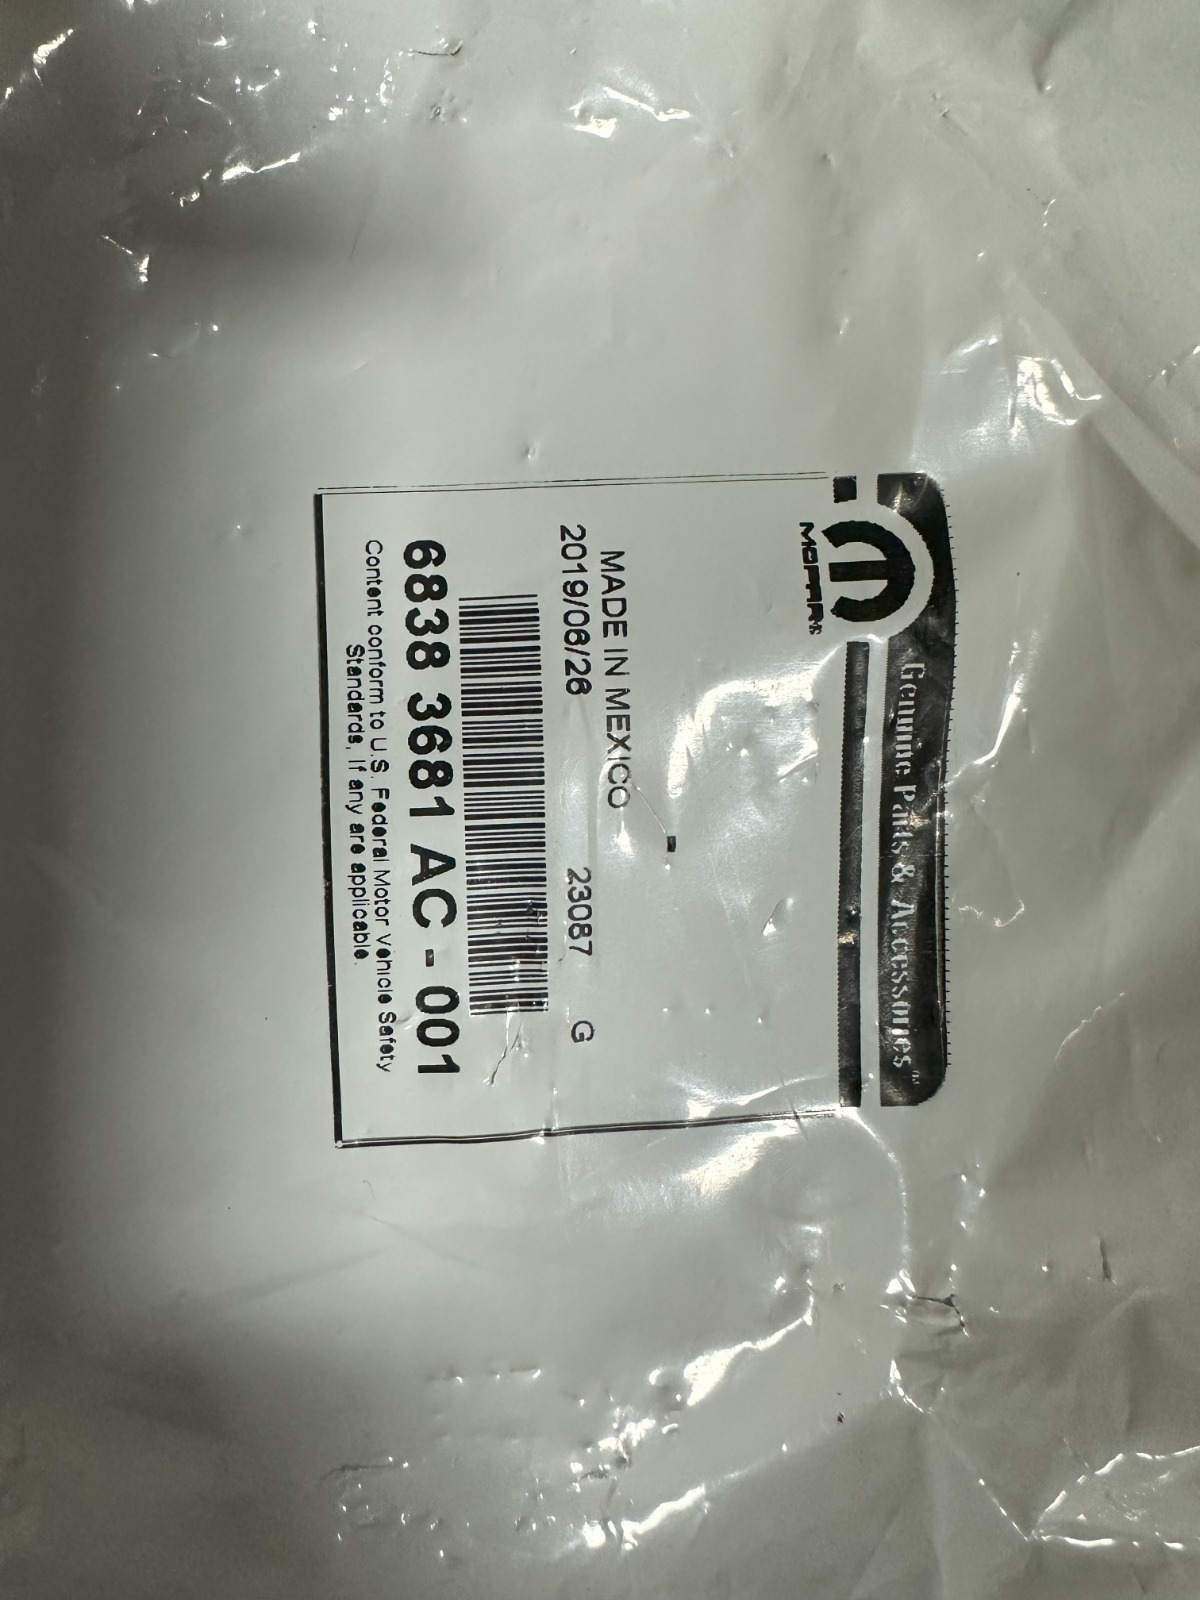 Genuine Parts & Accessories™
MOPAR®
-
MADE IN MEXICO
2019/06/26 23087 G
6838 3681 AC - 001
Content conform to U.S. Federal Motor Vehicle Safety
Standards, If any are applicable.